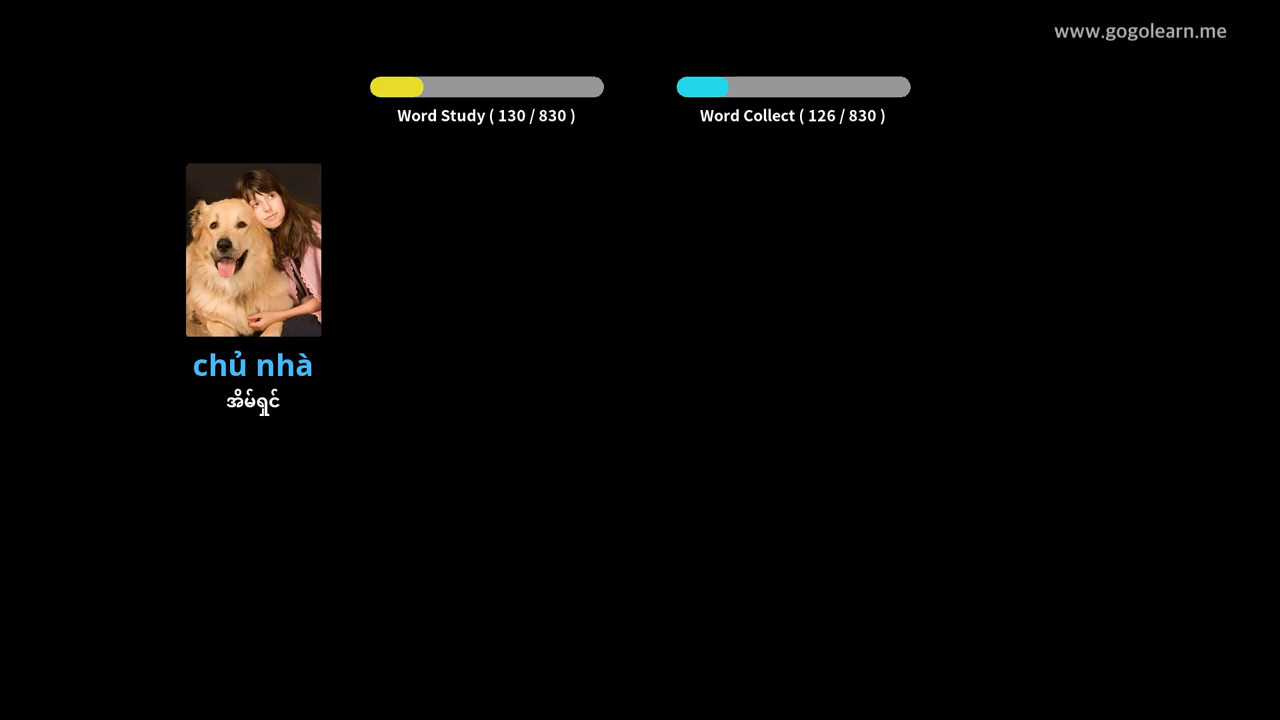 www.gogolearn.me
Word Study ( 130 / 830 )
Word Collect ( 126 / 830 )
chủ nhà
အိမ်ရှင်